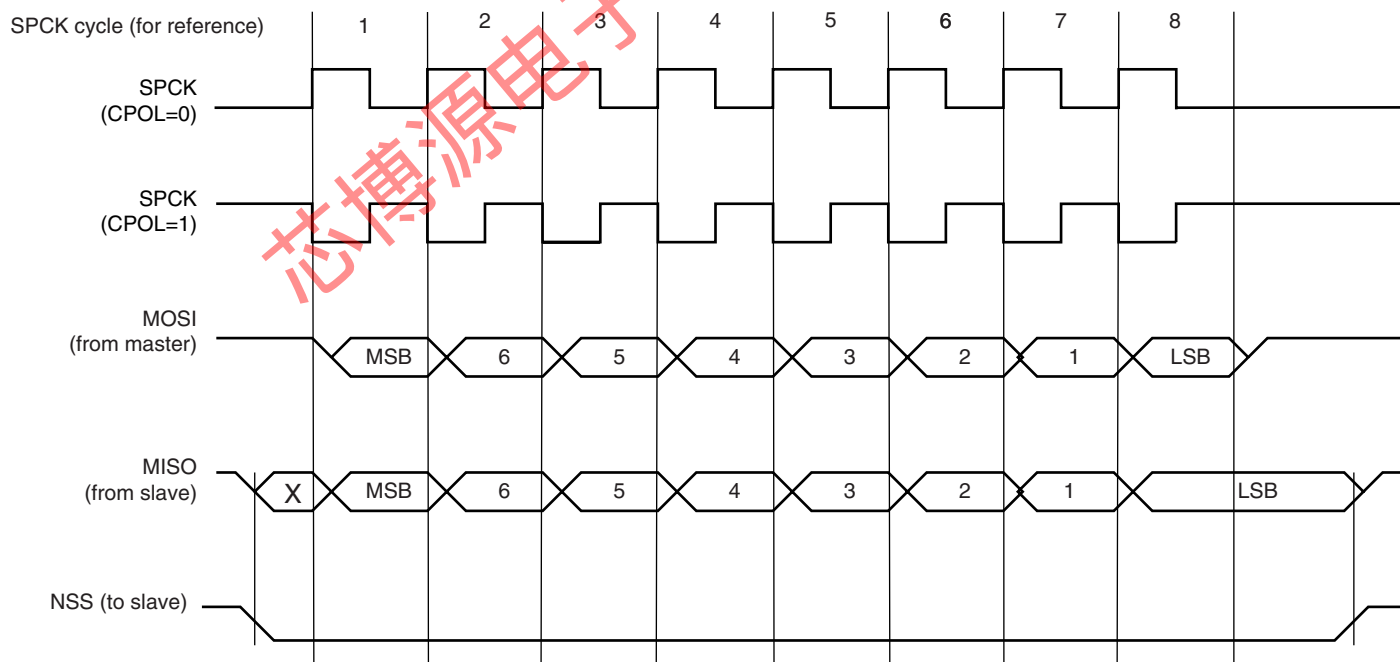 SPCK cycle (for reference) 1 2 3 4 5 6 7 8
SPCK
(CPOL=0)
SPCK
(CPOL=1)
MOSI
(from master)
MSB 6 5 4 3 2 1 LSB
MISO
(from slave)
X MSB 6 5 4 3 2 1 LSB
NSS (to slave)
芯博源电子